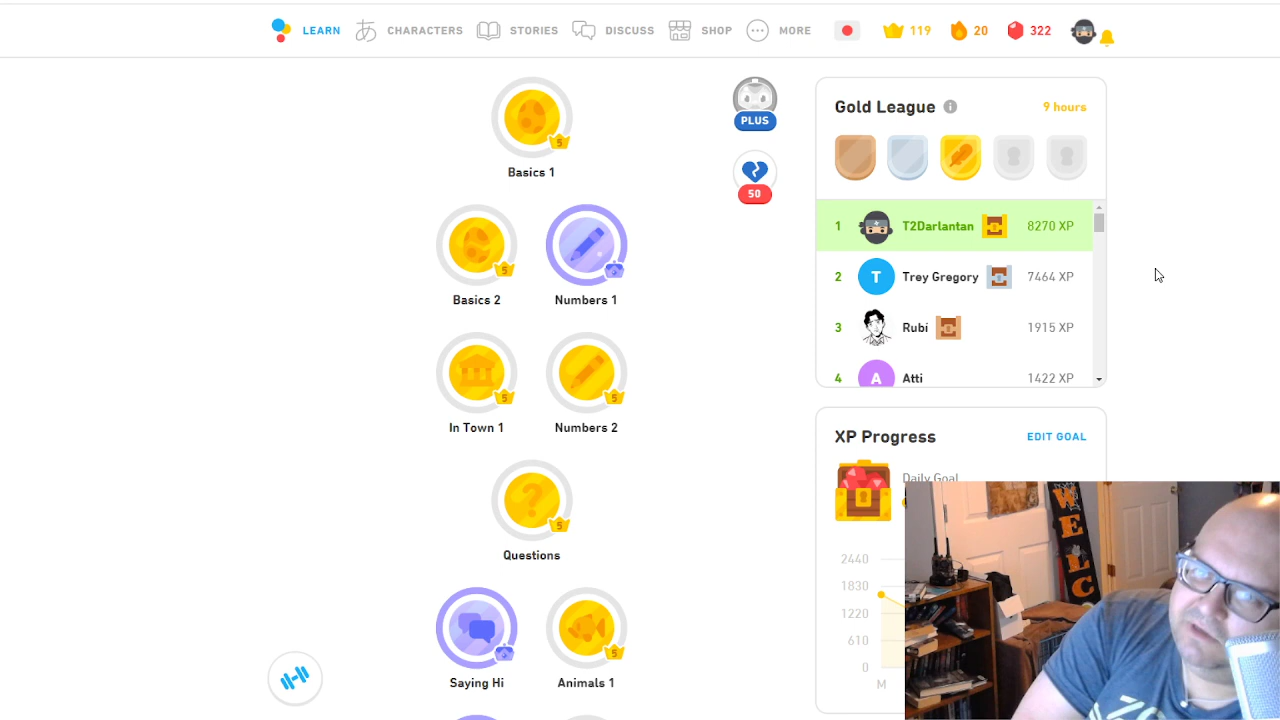 LEARN あ CHARACTERS STORIES DISCUSS SHOP MORE 119 20 322
Basics 1
5
Basics 2
5
Numbers 1
In Town 1
5
Numbers 2
5
Questions
5
Saying Hi
Animals 1
5
PLUS
50
Gold League
9 hours
1 T2Darlantan 8270 XP
2 T Trey Gregory 7464 XP
3 Rubi 1915 XP
4 A Atti 1422 XP
XP Progress
EDIT GOAL
Daily Goal
2440
1830
1220
610
0
M
WELC